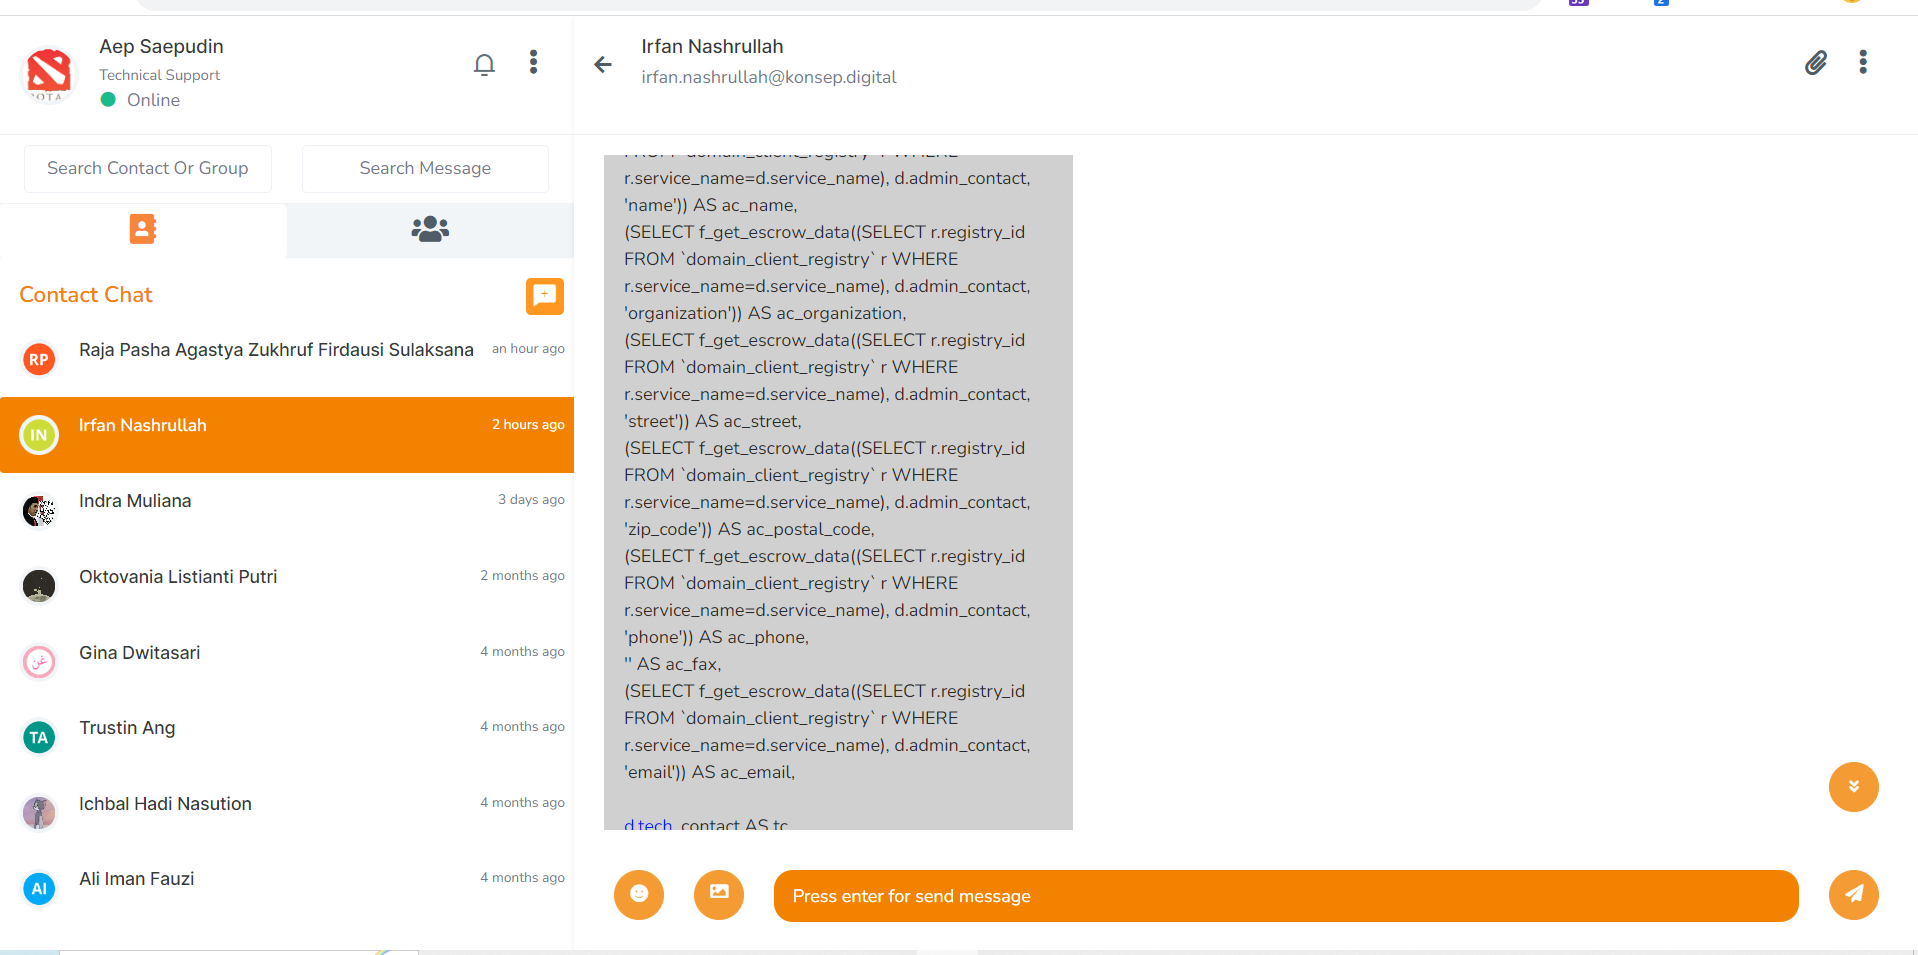 Aep Saepudin
Technical Support
Online
Search Contact Or Group
Search Message
Contact Chat
RP
Raja Pasha Agastya Zukhruf Firdausi Sulaksana
an hour ago
IN
Irfan Nashrullah
2 hours ago
Indra Muliana
3 days ago
Oktovania Listianti Putri
2 months ago
Gina Dwitasari
4 months ago
TA
Trustin Ang
4 months ago
Ichbal Hadi Nasution
4 months ago
AI
Ali Iman Fauzi
4 months ago
Irfan Nashrullah
irfan.nashrullah@konsep.digital
FROM `domain_client_registry` r WHERE
r.service_name=d.service_name), d.admin_contact,
'name')) AS ac_name,
(SELECT f_get_escrow_data((SELECT r.registry_id
FROM `domain_client_registry` r WHERE
r.service_name=d.service_name), d.admin_contact,
'organization')) AS ac_organization,
(SELECT f_get_escrow_data((SELECT r.registry_id
FROM `domain_client_registry` r WHERE
r.service_name=d.service_name), d.admin_contact,
'street')) AS ac_street,
(SELECT f_get_escrow_data((SELECT r.registry_id
FROM `domain_client_registry` r WHERE
r.service_name=d.service_name), d.admin_contact,
'zip_code')) AS ac_postal_code,
(SELECT f_get_escrow_data((SELECT r.registry_id
FROM `domain_client_registry` r WHERE
r.service_name=d.service_name), d.admin_contact,
'phone')) AS ac_phone,
'' AS ac_fax,
(SELECT f_get_escrow_data((SELECT r.registry_id
FROM `domain_client_registry` r WHERE
r.service_name=d.service_name), d.admin_contact,
'email')) AS ac_email,
d.tech_contact AS tc
Press enter for send message